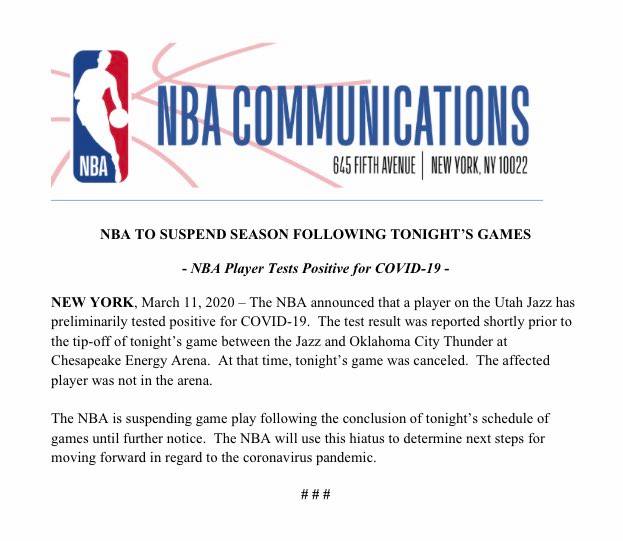 NBA
NBA COMMUNICATIONS
645 FIFTH AVENUE | NEW YORK, NY 10022
NBA TO SUSPEND SEASON FOLLOWING TONIGHT’S GAMES
- NBA Player Tests Positive for COVID-19 -
NEW YORK, March 11, 2020 – The NBA announced that a player on the Utah Jazz has
preliminarily tested positive for COVID-19.  The test result was reported shortly prior to
the tip-off of tonight’s game between the Jazz and Oklahoma City Thunder at
Chesapeake Energy Arena.  At that time, tonight’s game was canceled.  The affected
player was not in the arena.
The NBA is suspending game play following the conclusion of tonight’s schedule of
games until further notice.  The NBA will use this hiatus to determine next steps for
moving forward in regard to the coronavirus pandemic.
# # #